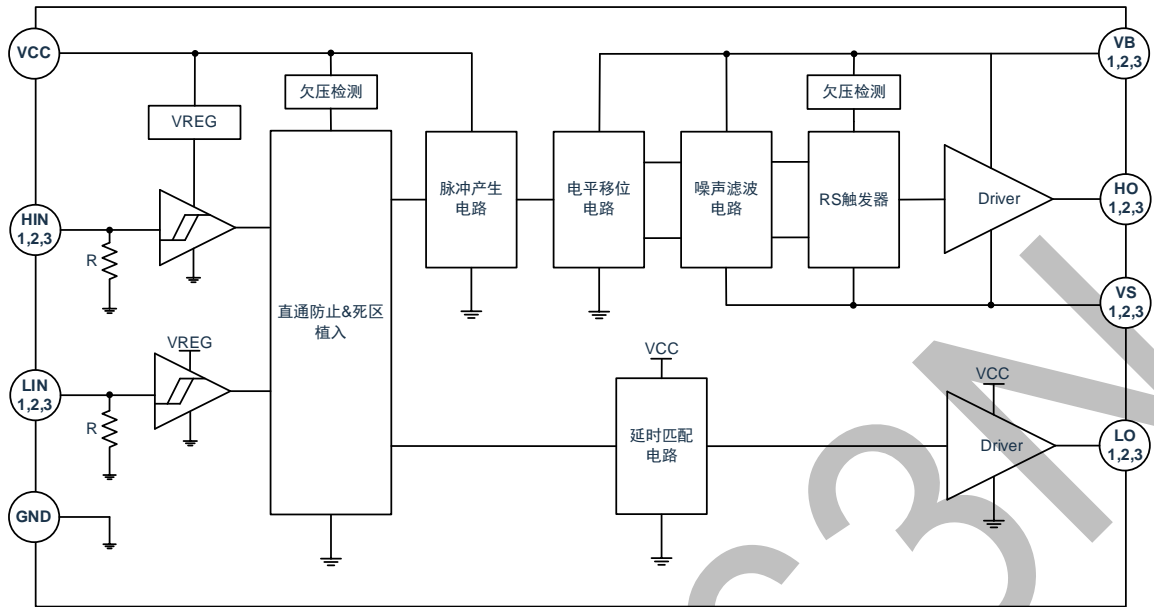 VCC
VB
1,2,3
欠压检测
欠压检测
VREG
脉冲产生
电路
电平移位
电路
噪声滤波
电路
RS触发器
Driver
HO
1,2,3
HIN
1,2,3
R
直通防止&死区
植入
VS
1,2,3
VREG
VCC
VCC
LIN
1,2,3
R
延时匹配
电路
Driver
LO
1,2,3
GND
3N